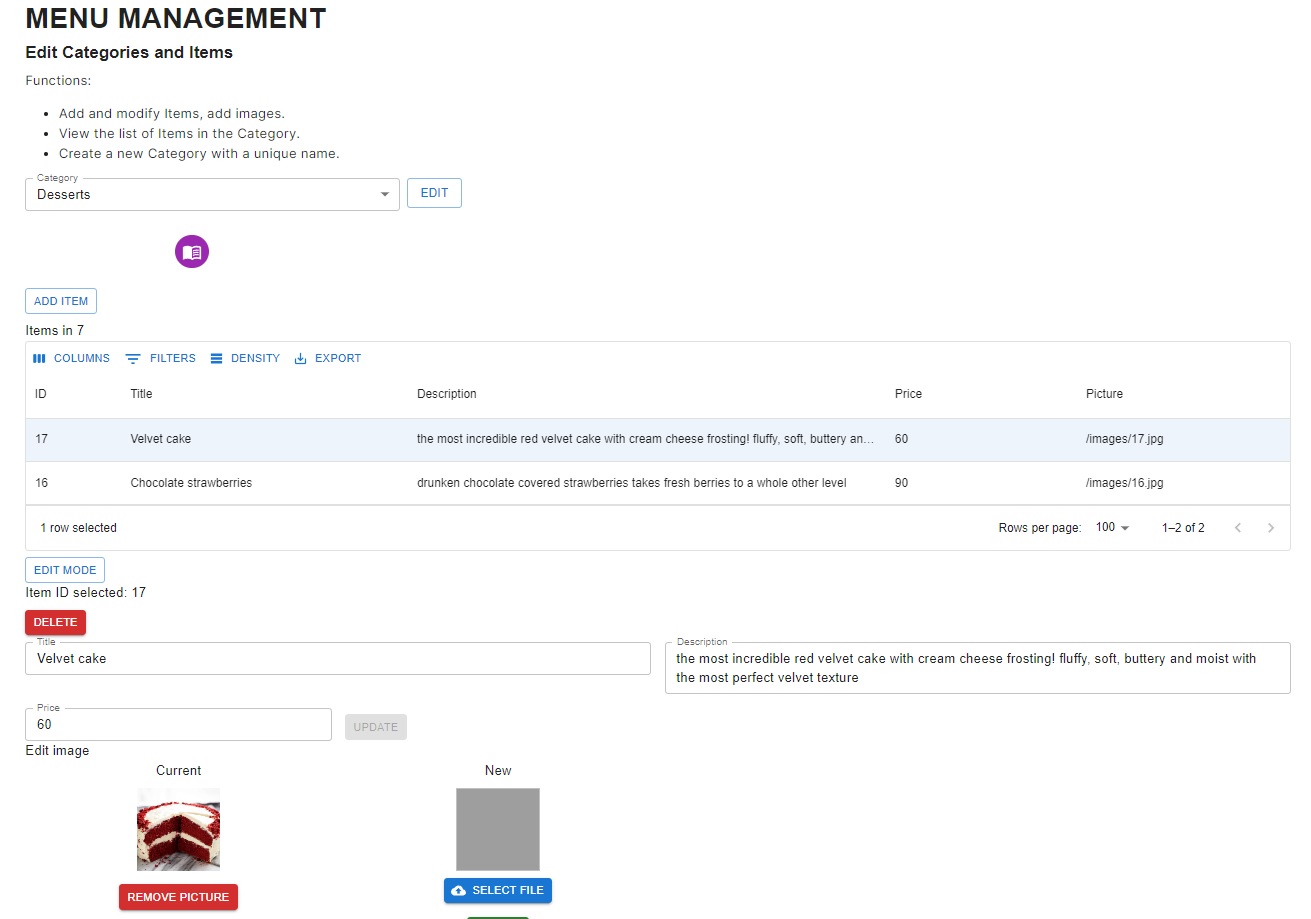 MENU MANAGEMENT
Edit Categories and Items
Functions:
Add and modify Items, add images.
View the list of Items in the Category.
Create a new Category with a unique name.
Category
Desserts
EDIT
ADD ITEM
Items in 7
COLUMNS FILTERS DENSITY EXPORT
ID Title Description Price Picture
17 Velvet cake the most incredible red velvet cake with cream cheese frosting! fluffy, soft, buttery an... 60 /images/17.jpg
16 Chocolate strawberries drunken chocolate covered strawberries takes fresh berries to a whole other level 90 /images/16.jpg
1 row selected Rows per page: 100 1–2 of 2
EDIT MODE
Item ID selected: 17
DELETE
Title
Velvet cake
Description
the most incredible red velvet cake with cream cheese frosting! fluffy, soft, buttery and moist with
the most perfect velvet texture
Price
60
UPDATE
Edit image
Current New
REMOVE PICTURE SELECT FILE